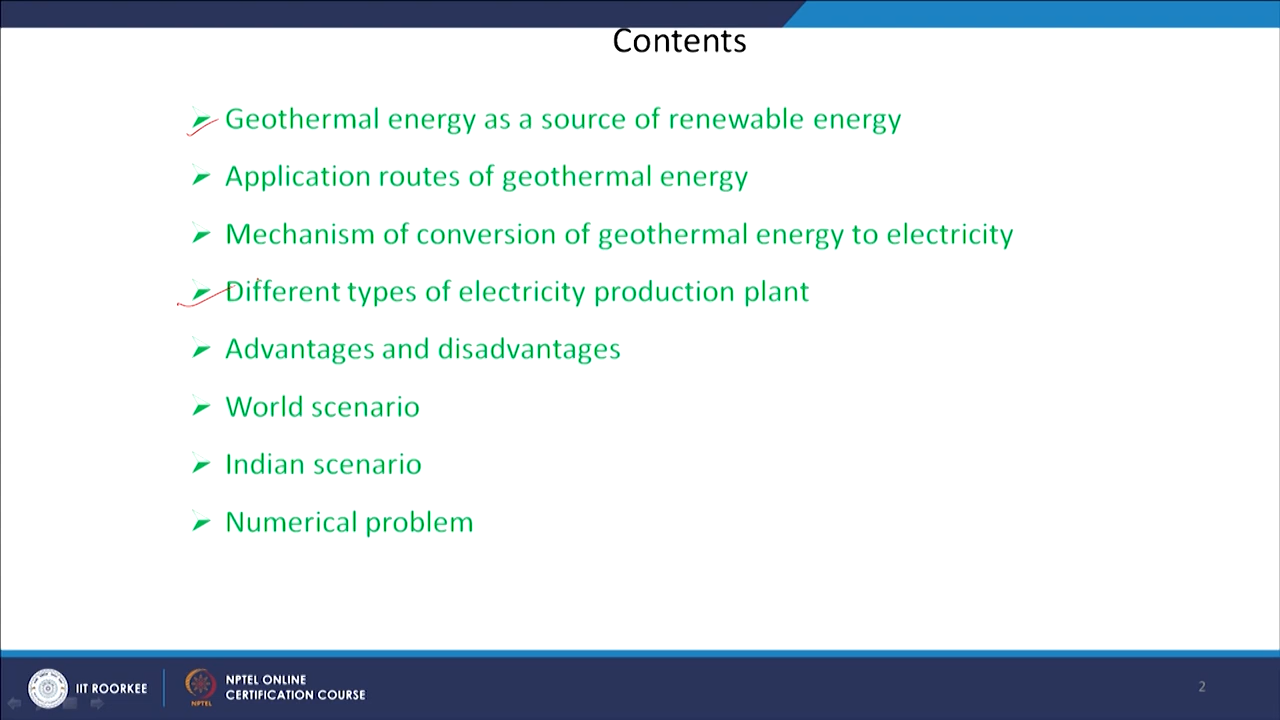 Contents
Geothermal energy as a source of renewable energy
Application routes of geothermal energy
Mechanism of conversion of geothermal energy to electricity
Different types of electricity production plant
Advantages and disadvantages
World scenario
Indian scenario
Numerical problem
IIT ROORKEE
NPTEL
NPTEL ONLINE
CERTIFICATION COURSE
2